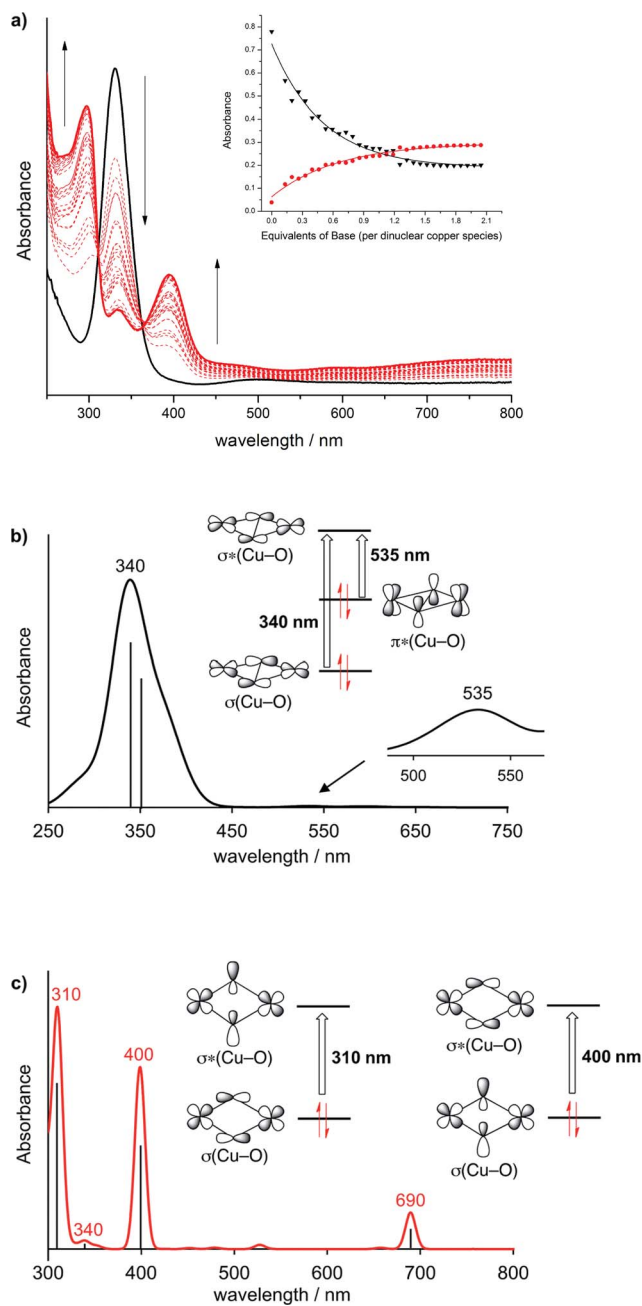 a)
0.8
0.7
0.6
0.5
0.4
0.3
0.2
0.1
0.0
Absorbance
0.0 0.3 0.6 0.9 1.2 1.5 1.8 2.1
Equivalents of Base (per dinuclear copper species)
Absorbance
300 400 500 600 700 800
wavelength / nm
b)
340
σ*(Cu–O)
535 nm
340 nm
π*(Cu–O)
σ(Cu–O)
535
500 550
Absorbance
250 350 450 550 650 750
wavelength / nm
c)
310
400
σ*(Cu–O)
310 nm
σ(Cu–O)
σ*(Cu–O)
400 nm
σ(Cu–O)
340
690
Absorbance
300 400 500 600 700 800
wavelength / nm